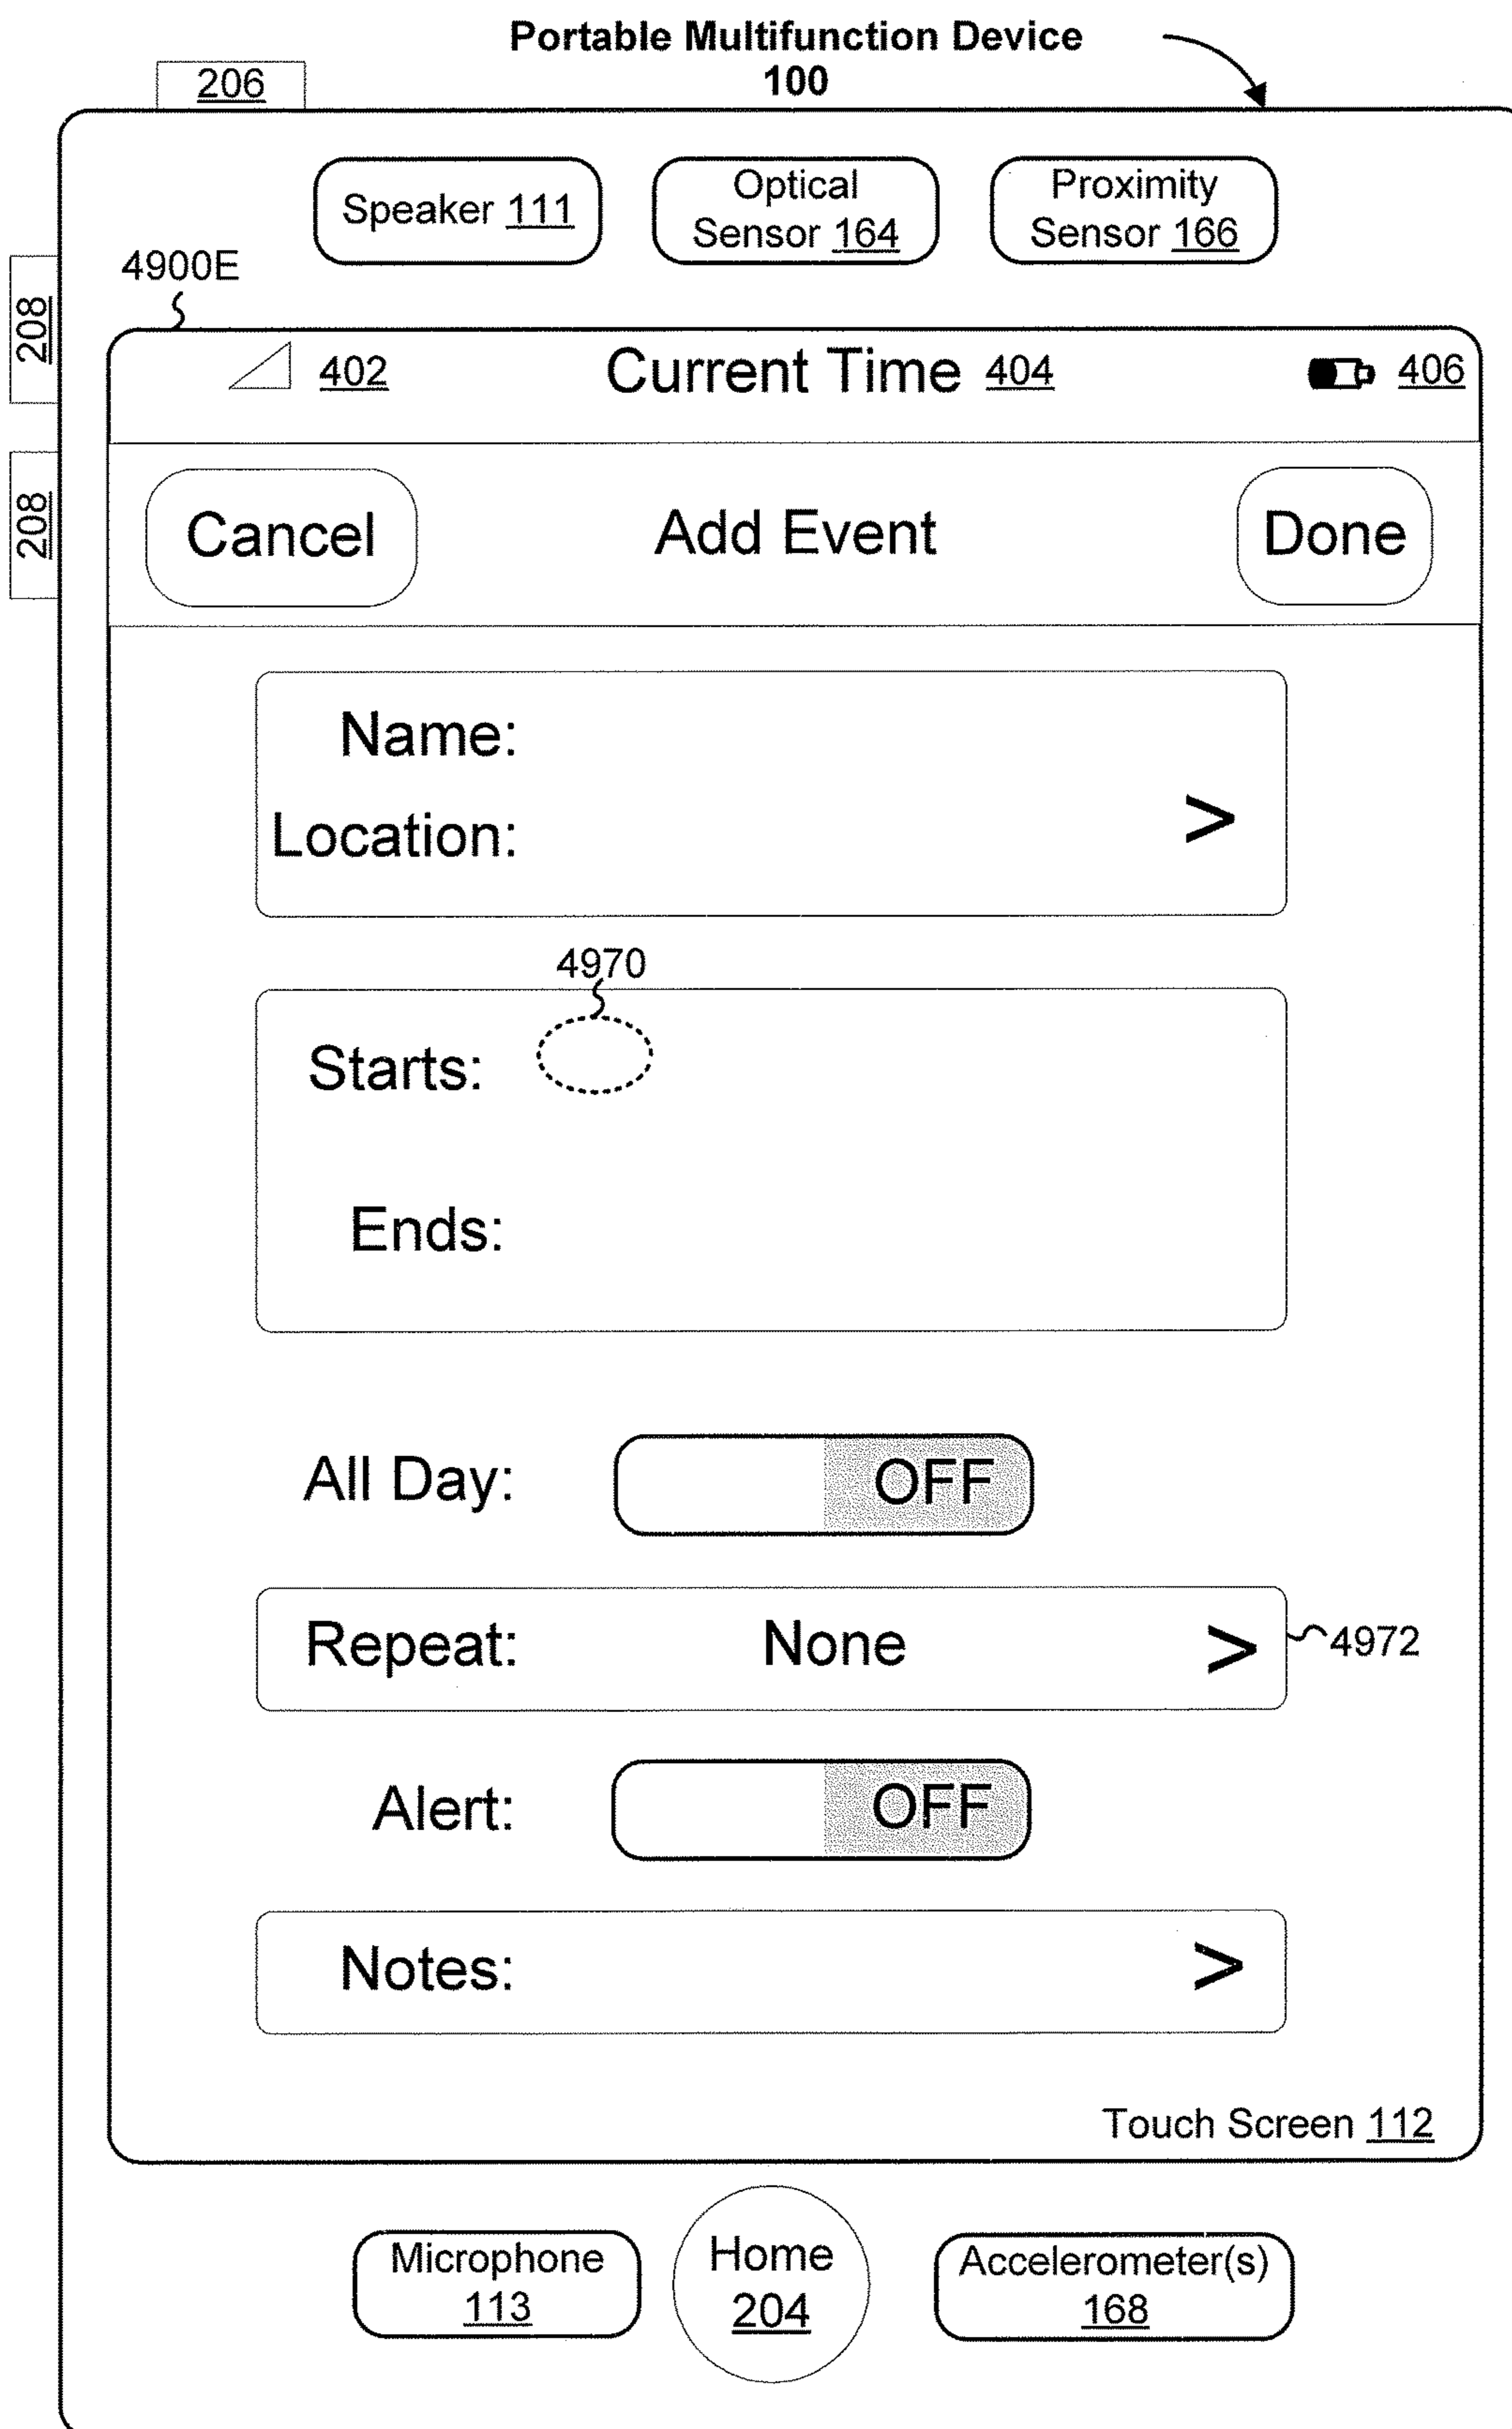 Portable Multifunction Device
100
206
Speaker 111
Optical
Sensor 164
Proximity
Sensor 166
4900E
208
208
402
Current Time 404
406
Cancel
Add Event
Done
Name:
Location:
>
4970
Starts:
Ends:
All Day:
OFF
Repeat:
None
>
4972
Alert:
OFF
Notes:
>
Touch Screen 112
Microphone
113
Home
204
Accelerometer(s)
168